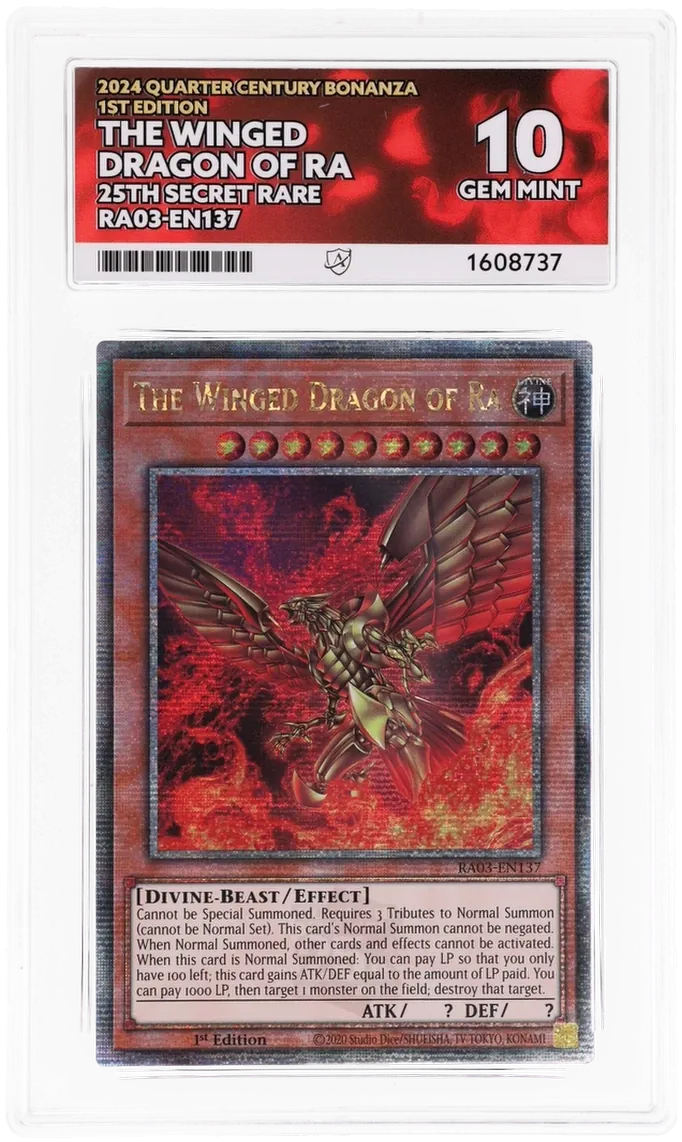 2024 QUARTER CENTURY BONANZA
1ST EDITION
THE WINGED
DRAGON OF RA
25TH SECRET RARE
RA03-EN137
10
GEM MINT
1608737
THE WINGED DRAGON OF RA
DIVINE
神
RA03-EN137
[DIVINE-BEAST/EFFECT]
Cannot be Special Summoned. Requires 3 Tributes to Normal Summon
(cannot be Normal Set). This card's Normal Summon cannot be negated.
When Normal Summoned, other cards and effects cannot be activated.
When this card is Normal Summoned: You can pay LP so that you only
have 100 left; this card gains ATK/DEF equal to the amount of LP paid. You
can pay 1000 LP, then target 1 monster on the field; destroy that target.
ATK/ ? DEF/ ?
1st Edition
©2020 Studio Dice/SHUEISHA, TV TOKYO, KONAMI